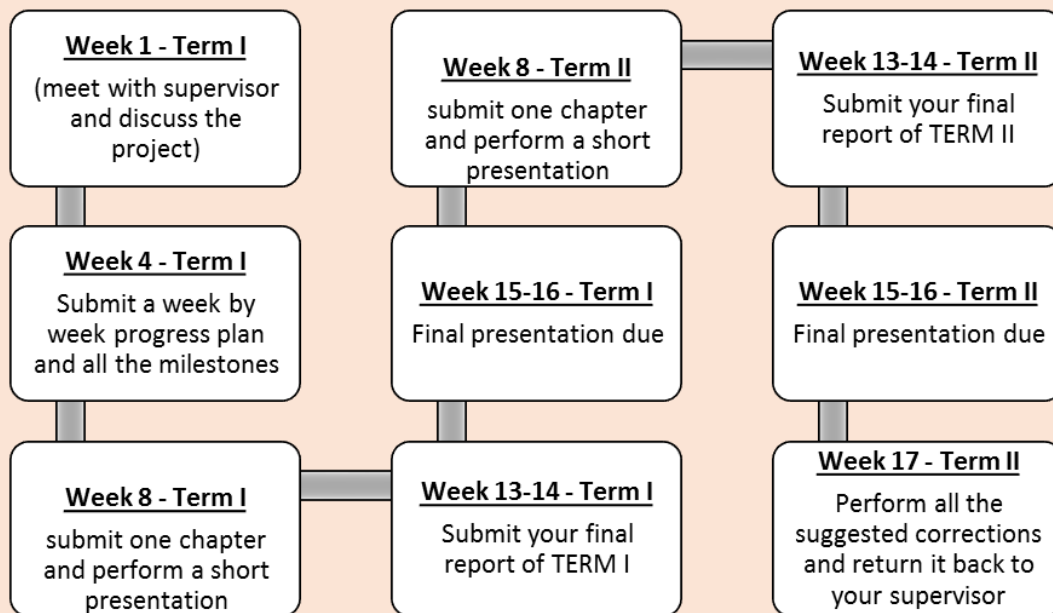 Week 1 - Term I
(meet with supervisor
and discuss the
project)
Week 4 - Term I
Submit a week by
week progress plan
and all the milestones
Week 8 - Term I
submit one chapter
and perform a short
presentation
Week 13-14 - Term I
Submit your final
report of TERM I
Week 15-16 - Term I
Final presentation due
Week 8 - Term II
submit one chapter
and perform a short
presentation
Week 13-14 - Term II
Submit your final
report of TERM II
Week 15-16 - Term II
Final presentation due
Week 17 - Term II
Perform all the
suggested corrections
and return it back to
your supervisor